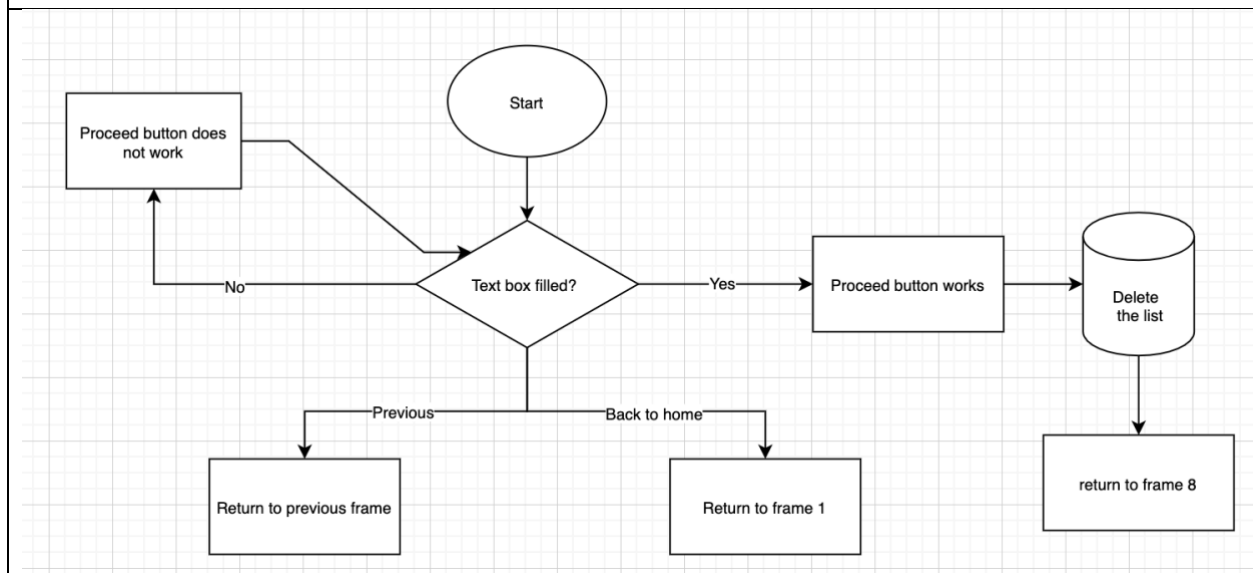 Start
Proceed button does
not work
Text box filled?
No
Yes
Proceed button works
Delete
the list
Previous
Back to home
Return to previous frame
Return to frame 1
return to frame 8